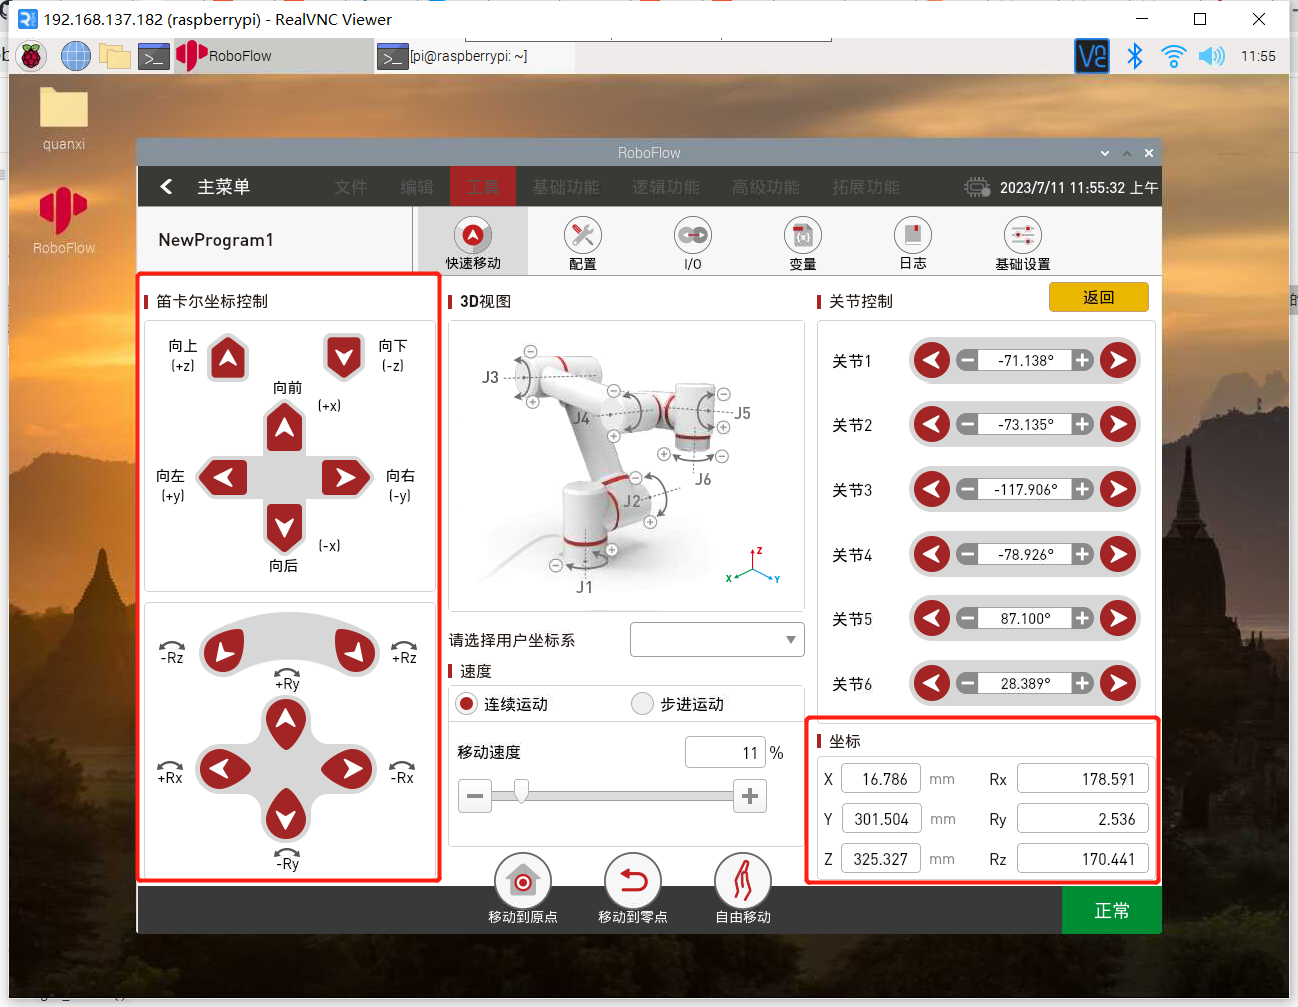 192.168.137.182 (raspberrypi) - RealVNC Viewer
RoboFlow
[pi@raspberrypi: ~]
11:55
quanxi
RoboFlow
RoboFlow
主菜单
文件
编辑
工具
基础功能
逻辑功能
高级功能
拓展功能
2023/7/11 11:55:32 上午
NewProgram1
快速移动
配置
I/O
变量
日志
基础设置
笛卡尔坐标控制
向上
(+z)
向下
(-z)
向前
(+x)
向左
(+y)
向右
(-y)
(-x)
向后
-Rz
+Rz
+Ry
+Rx
-Rx
-Ry
3D视图
J3
J4
J5
J6
J2
J1
Z
X
Y
请选择用户坐标系
速度
连续运动
步进运动
移动速度
11 %
关节控制
返回
关节1 -71.138°
关节2 -73.135°
关节3 -117.906°
关节4 -78.926°
关节5 87.100°
关节6 28.389°
坐标
X 16.786 mm Rx 178.591
Y 301.504 mm Ry 2.536
Z 325.327 mm Rz 170.441
移动到原点
移动到零点
自由移动
正常